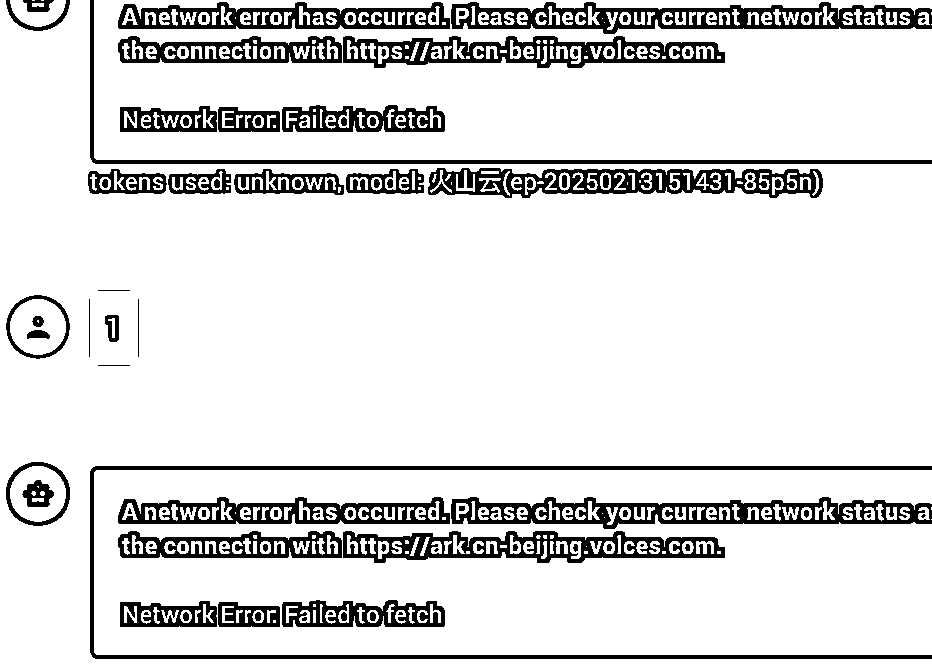 A network error has occurred. Please check your current network status a
the connection with https://ark.cn-beijing.volces.com.
Network Error: Failed to fetch
tokens used: unknown, model: 火山云(ep-20250213151431-85p5n)
1
A network error has occurred. Please check your current network status a
the connection with https://ark.cn-beijing.volces.com.
Network Error: Failed to fetch